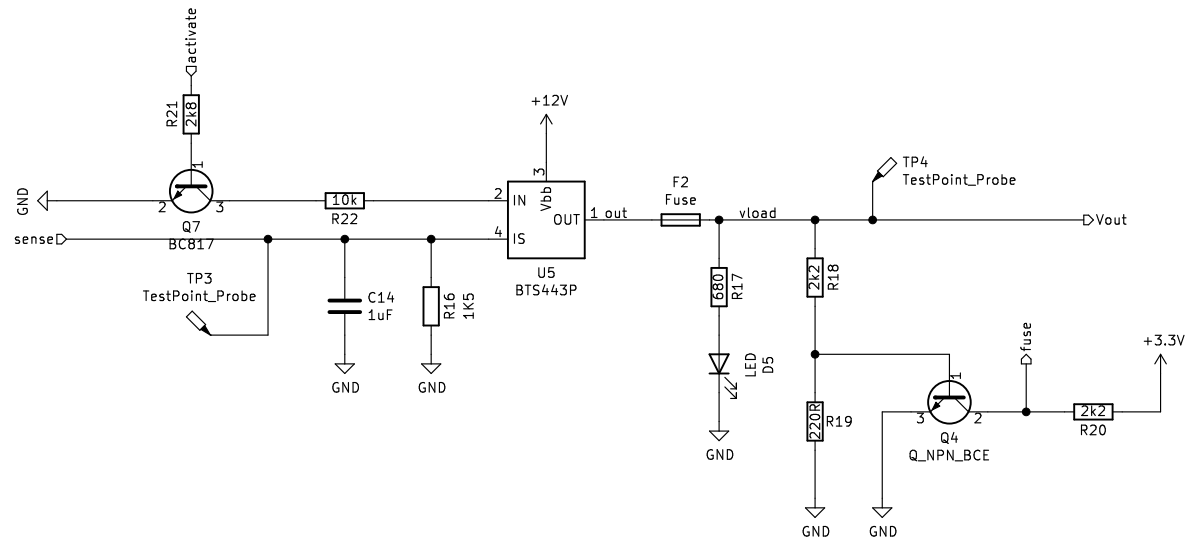 activate
R21
2k8
1
GND
2
3
Q7
BC817
10k
R22
sense
TP3
TestPoint_Probe
C14
1uF
GND
R16
1K5
GND
+12V
3
Vbb
2
IN
4
IS
OUT
1
out
U5
BTS443P
F2
Fuse
vload
TP4
TestPoint_Probe
Vout
680
R17
LED
D5
GND
2k2
R18
220R
R19
GND
1
3
2
Q4
Q_NPN_BCE
GND
fuse
2k2
R20
+3.3V